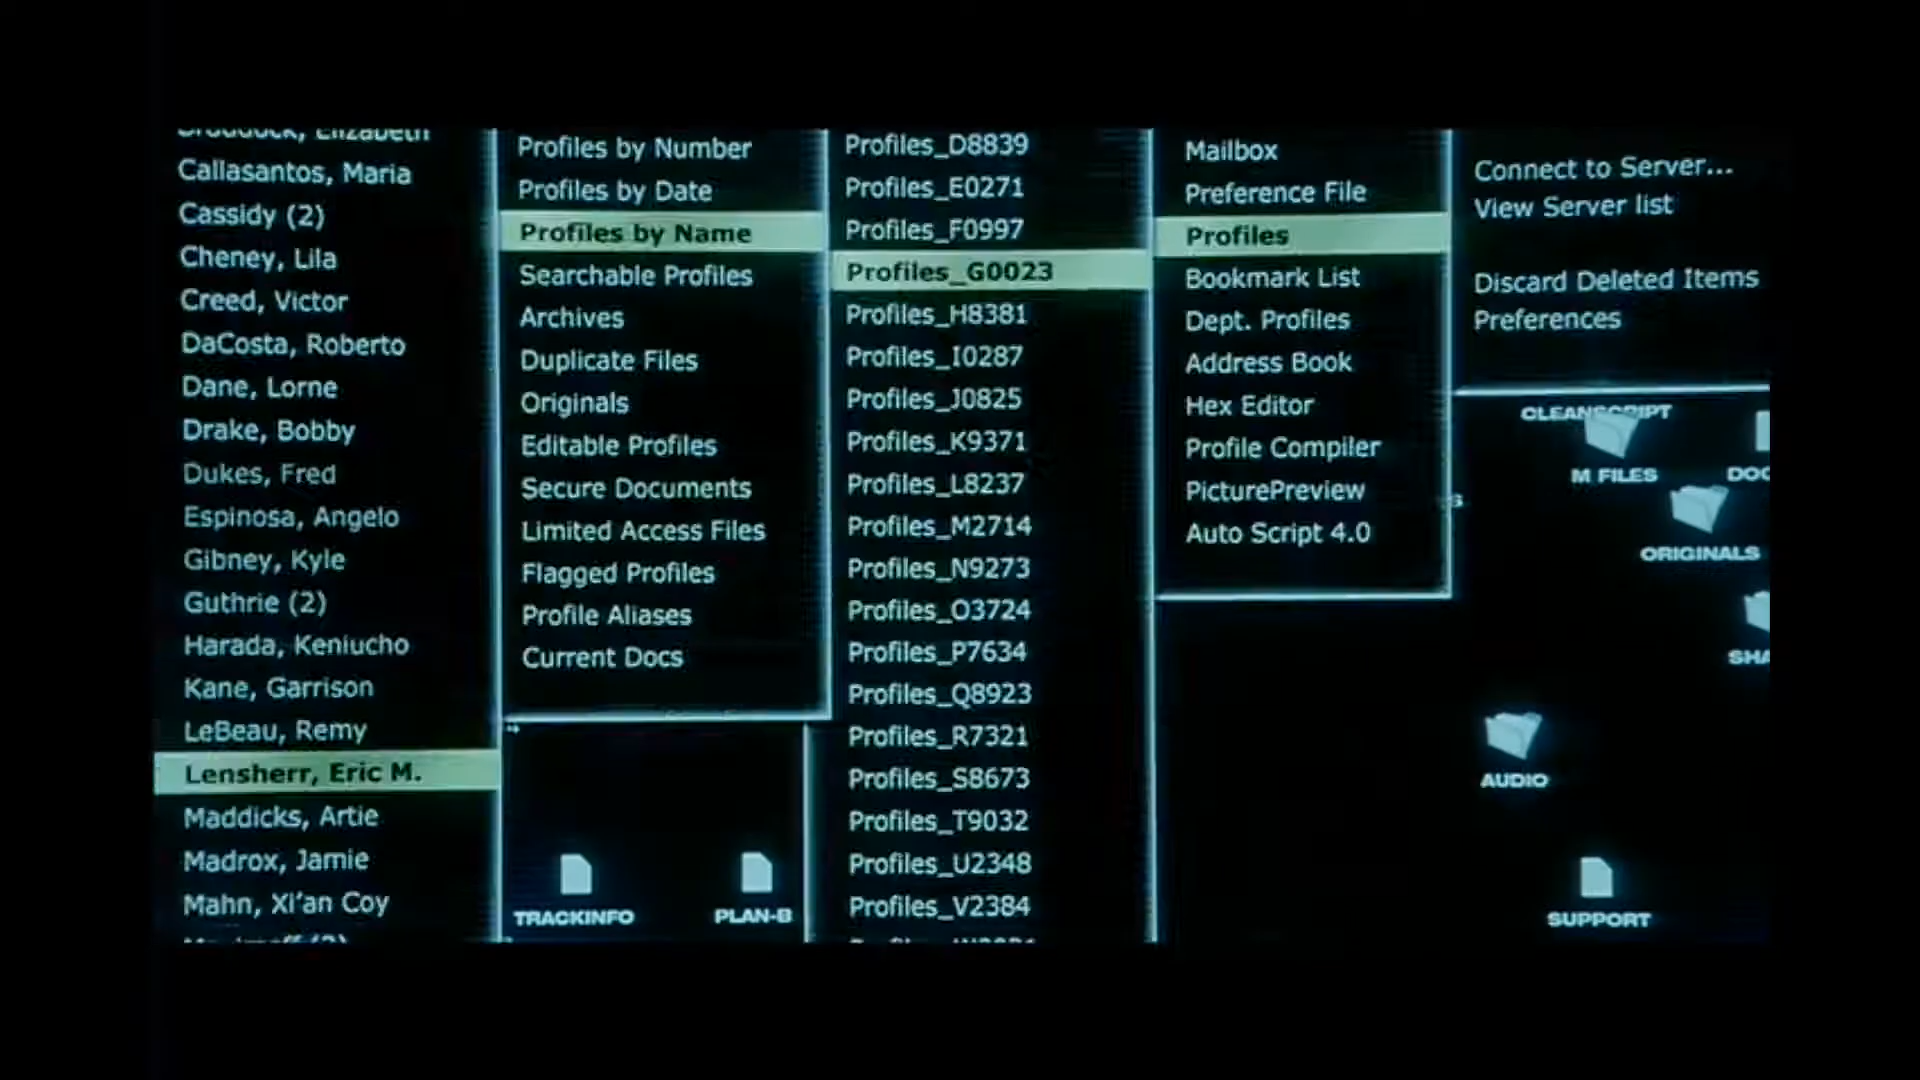 Callasantos, Maria
Cassidy (2)
Cheney, Lila
Creed, Victor
DaCosta, Roberto
Dane, Lorne
Drake, Bobby
Dukes, Fred
Espinosa, Angelo
Gibney, Kyle
Guthrie (2)
Harada, Keniucho
Kane, Garrison
LeBeau, Remy
Lensherr, Eric M.
Maddicks, Artie
Madrox, Jamie
Mahn, Xi'an Coy
Profiles by Number
Profiles by Date
Profiles by Name
Searchable Profiles
Archives
Duplicate Files
Originals
Editable Profiles
Secure Documents
Limited Access Files
Flagged Profiles
Profile Aliases
Current Docs
TRACKINFO
PLAN-B
Profiles_D8839
Profiles_E0271
Profiles_F0997
Profiles_G0023
Profiles_H8381
Profiles_I0287
Profiles_J0825
Profiles_K9371
Profiles_L8237
Profiles_M2714
Profiles_N9273
Profiles_O3724
Profiles_P7634
Profiles_Q8923
Profiles_R7321
Profiles_S8673
Profiles_T9032
Profiles_U2348
Profiles_V2384
Mailbox
Preference File
Profiles
Bookmark List
Dept. Profiles
Address Book
Hex Editor
Profile Compiler
PicturePreview
Auto Script 4.0
Connect to Server...
View Server list
Discard Deleted Items
Preferences
CLEANSCRIPT
M FILES
ORIGINALS
AUDIO
SUPPORT